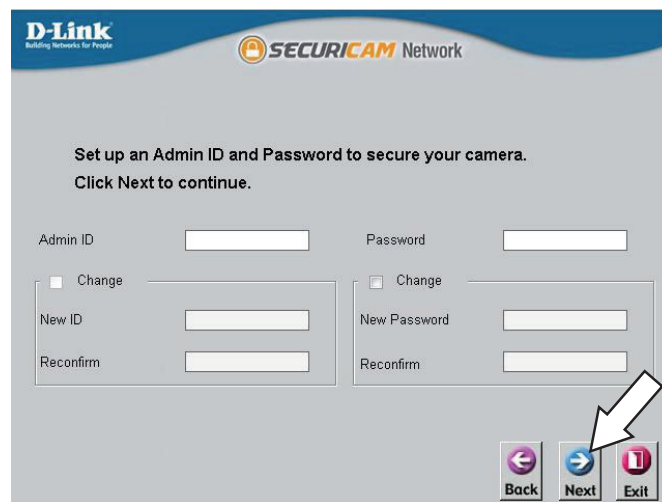 D-Link
Building Networks for People
SECURICAM Network
Set up an Admin ID and Password to secure your camera.
Click Next to continue.
Admin ID
Password
Change
Change
New ID
New Password
Reconfirm
Reconfirm
Back
Next
Exit